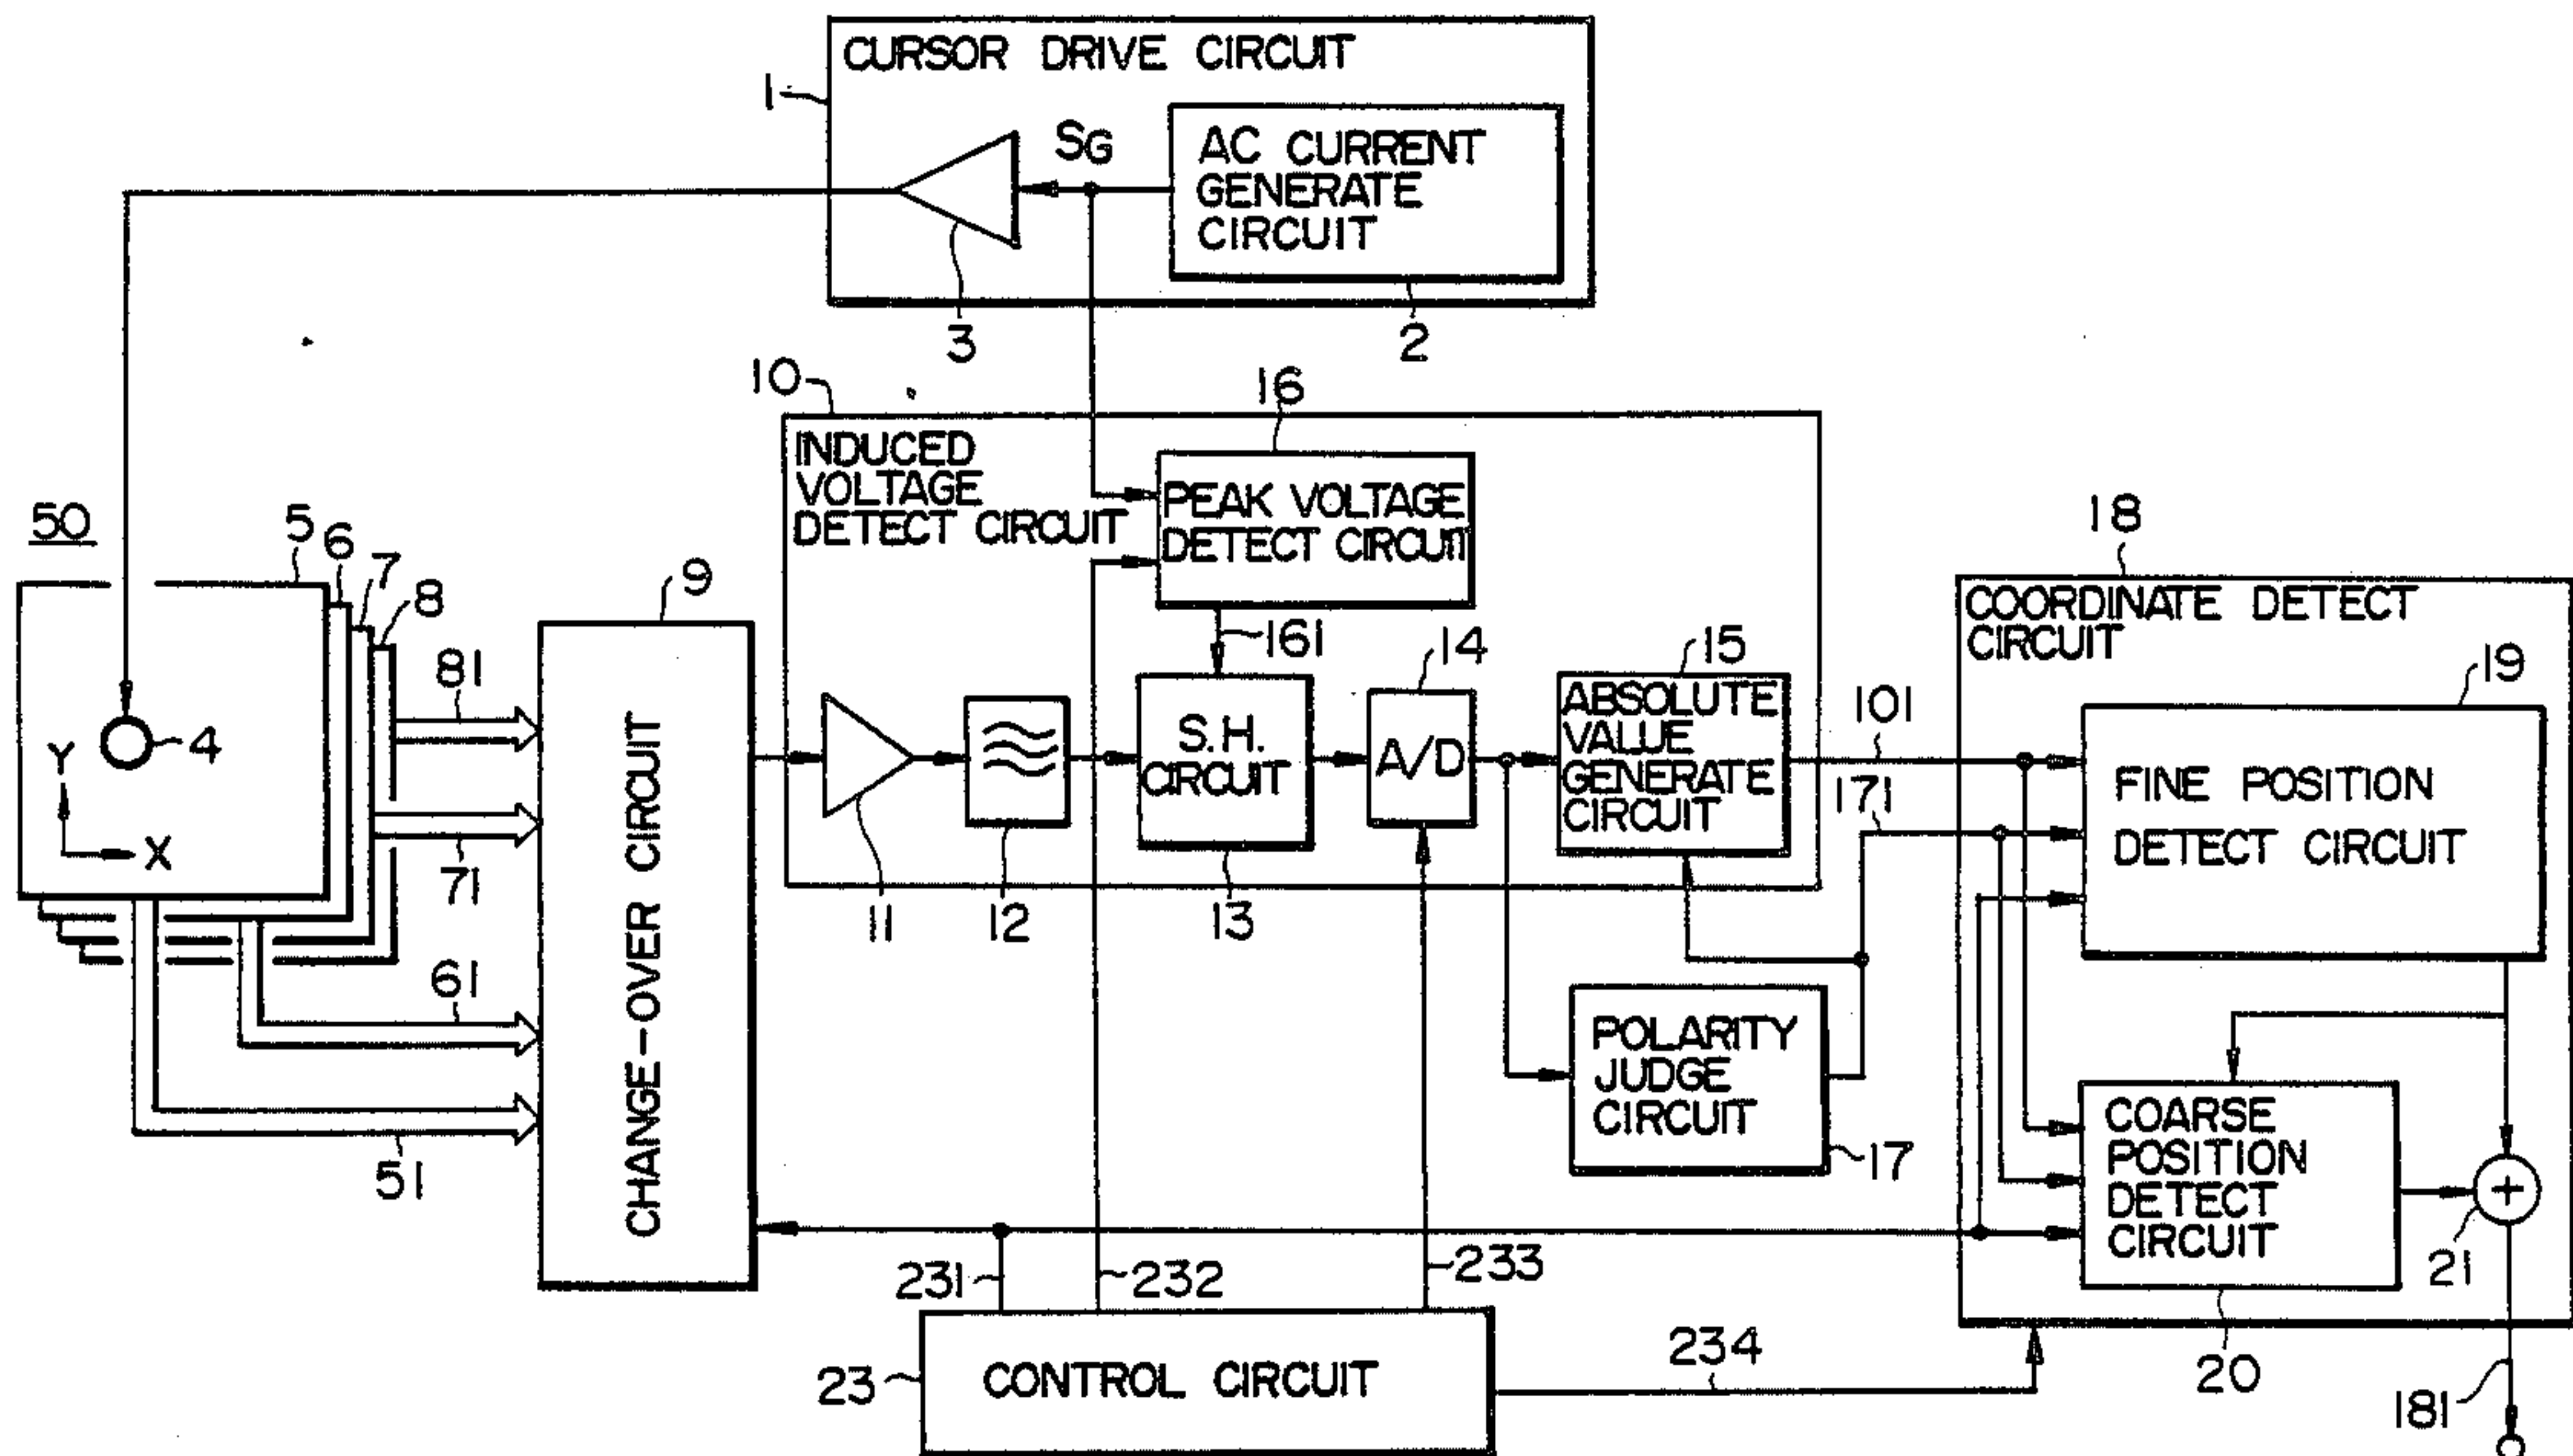 CURSOR DRIVE CIRCUIT
1
SG
AC CURRENT
GENERATE
CIRCUIT
3
2
10
16
INDUCED
VOLTAGE
DETECT CIRCUIT
PEAK VOLTAGE
DETECT CIRCUIT
50
5
6
7
8
9
18
COORDINATE DETECT
CIRCUIT
161
14
15
19
81
4
Y
X
71
CHANGE-OVER CIRCUIT
S.H.
CIRCUIT
A/D
ABSOLUTE
VALUE
GENERATE
CIRCUIT
101
171
FINE POSITION
DETECT CIRCUIT
11
12
13
61
51
POLARITY
JUDGE
CIRCUIT
17
COARSE
POSITION
DETECT
CIRCUIT
+
21
231
232
233
23
CONTROL CIRCUIT
234
20
181